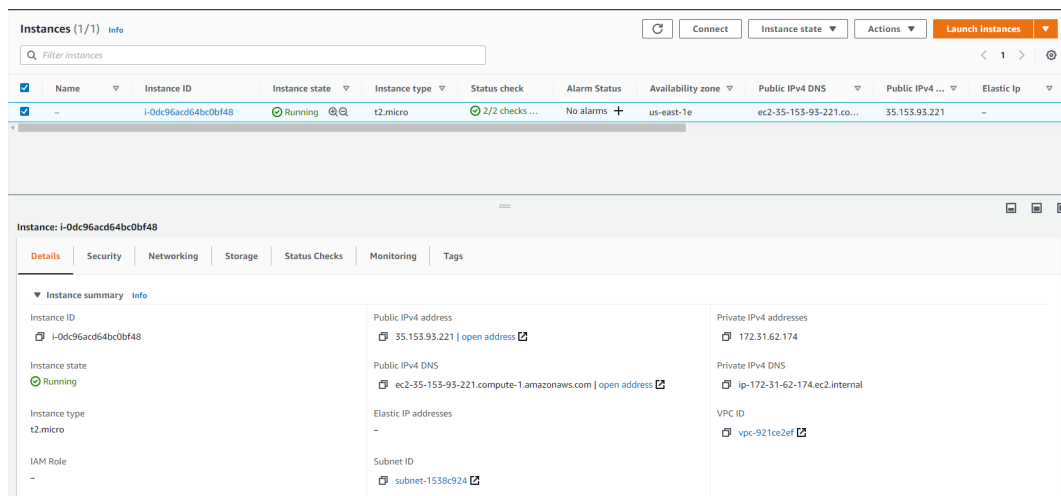 Instances (1/1) Info
Connect
Instance state
Actions
Launch instances
Filter instances
1
Name Instance ID Instance state Instance type Status check Alarm Status Availability zone Public IPv4 DNS Public IPv4 ... Elastic Ip
– i-0dc96acd64bc0bf48 Running t2.micro 2/2 checks ... No alarms + us-east-1e ec2-35-153-93-221.co... 35.153.93.221 –
Instance: i-0dc96acd64bc0bf48
Details Security Networking Storage Status Checks Monitoring Tags
Instance summary Info
Instance ID Public IPv4 address Private IPv4 addresses
i-0dc96acd64bc0bf48 35.153.93.221 | open address 172.31.62.174
Instance state Public IPv4 DNS Private IPv4 DNS
Running ec2-35-153-93-221.compute-1.amazonaws.com | open address ip-172-31-62-174.ec2.internal
Instance type Elastic IP addresses VPC ID
t2.micro – vpc-921ce2ef
IAM Role Subnet ID
– subnet-1538c924